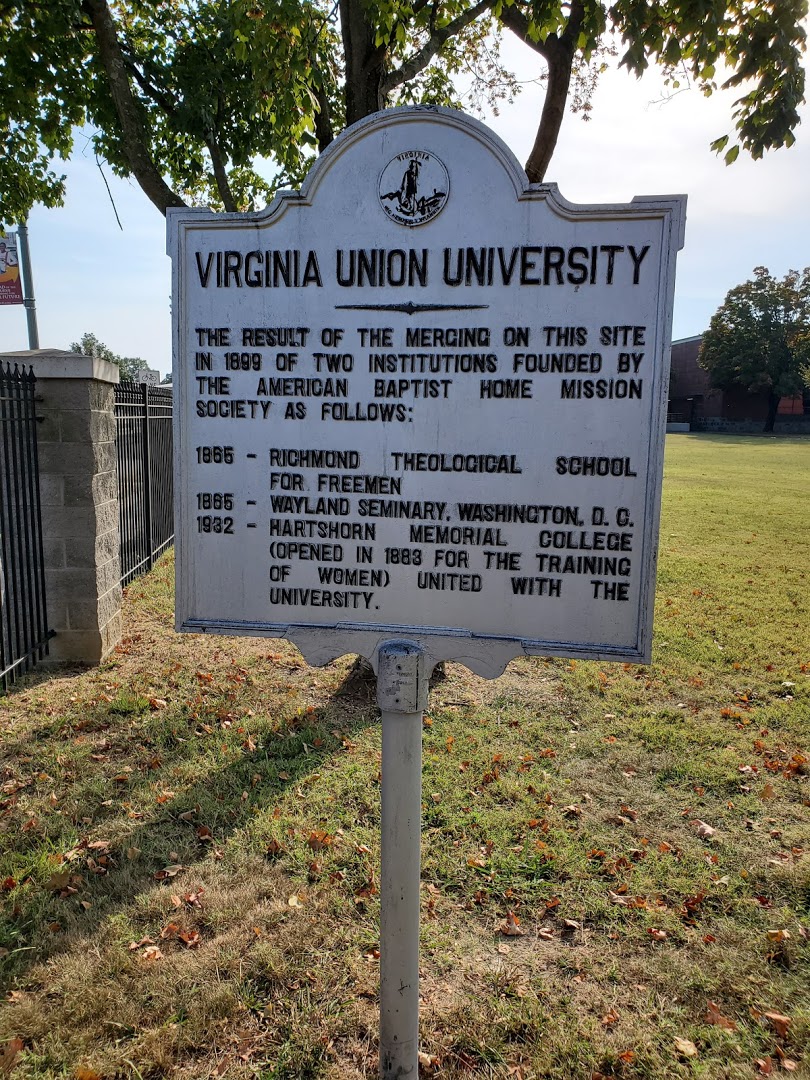 VIRGINIA
VIRGINIA UNION UNIVERSITY
THE RESULT OF THE MERGING ON THIS SITE
IN 1899 OF TWO INSTITUTIONS FOUNDED BY
THE AMERICAN BAPTIST HOME MISSION
SOCIETY AS FOLLOWS:
1865 - RICHMOND THEOLOGICAL SCHOOL
FOR FREEMEN
1865 - WAYLAND SEMINARY, WASHINGTON, D. C.
1932 - HARTSHORN MEMORIAL COLLEGE
(OPENED IN 1883 FOR THE TRAINING
OF WOMEN) UNITED WITH THE
UNIVERSITY.